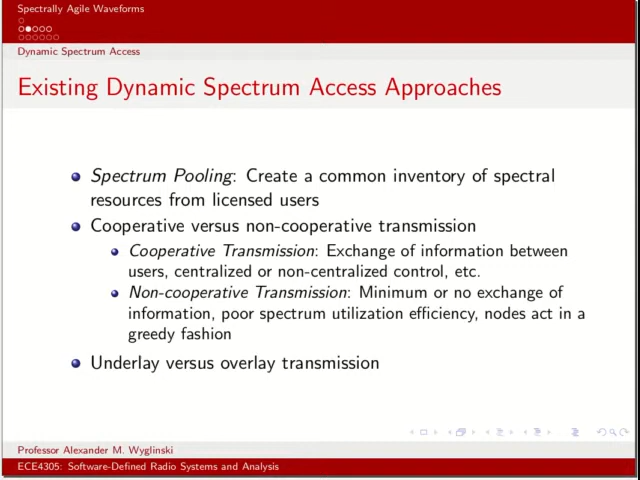 Spectrally Agile Waveforms
Dynamic Spectrum Access
Existing Dynamic Spectrum Access Approaches
Spectrum Pooling: Create a common inventory of spectral
resources from licensed users
Cooperative versus non-cooperative transmission
Cooperative Transmission: Exchange of information between
users, centralized or non-centralized control, etc.
Non-cooperative Transmission: Minimum or no exchange of
information, poor spectrum utilization efficiency, nodes act in a
greedy fashion
Underlay versus overlay transmission
Professor Alexander M. Wyglinski
ECE4305: Software-Defined Radio Systems and Analysis